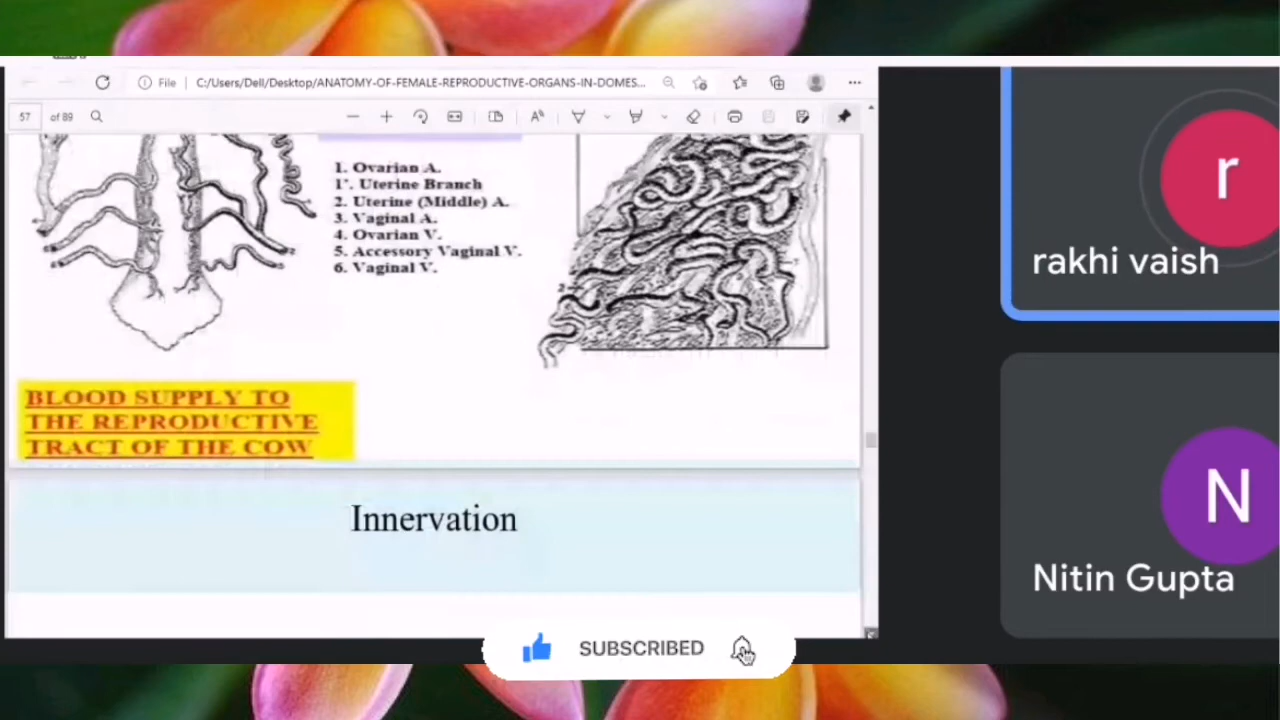 File
C:/Users/Dell/Desktop/ANATOMY-OF-FEMALE-REPRODUCTIVE-ORGANS-IN-DOMES...
57 of 89
1. Ovarian A.
1'. Uterine Branch
2. Uterine (Middle) A.
3. Vaginal A.
4. Ovarian V.
5. Accessory Vaginal V.
6. Vaginal V.
BLOOD SUPPLY TO
THE REPRODUCTIVE
TRACT OF THE COW
Innervation
r
rakhi vaish
N
Nitin Gupta
SUBSCRIBED